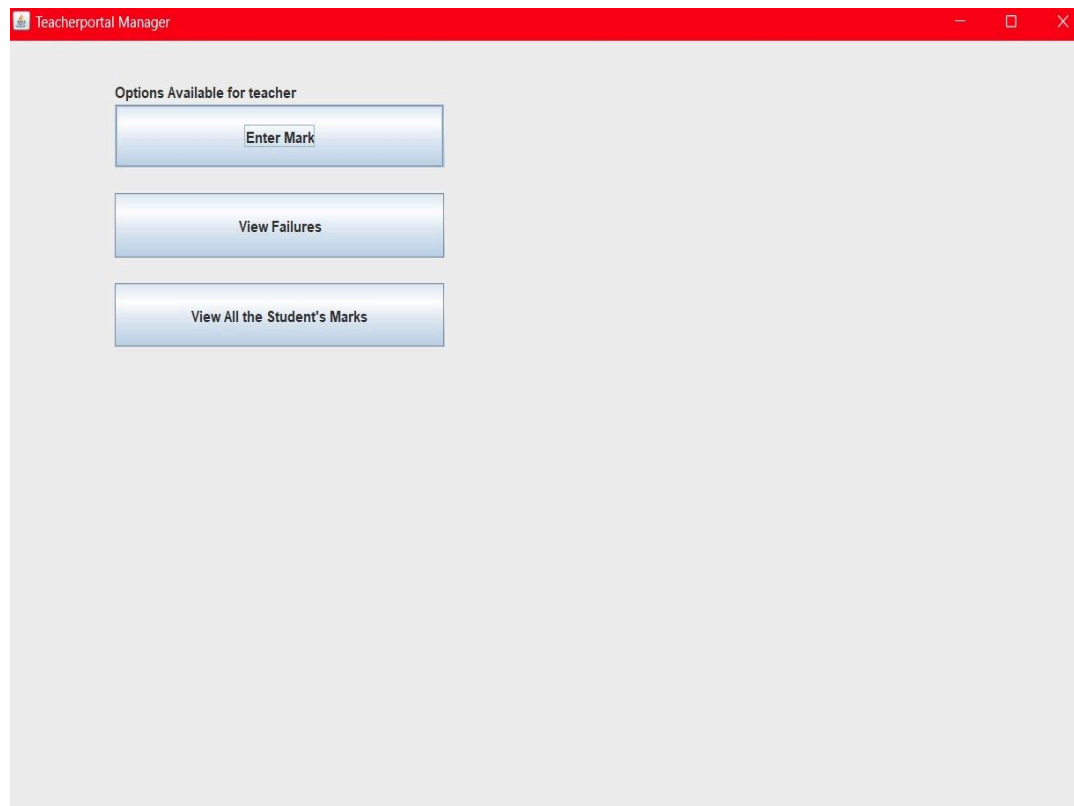 Teacherportal Manager
Options Available for teacher
Enter Mark
View Failures
View All the Student's Marks